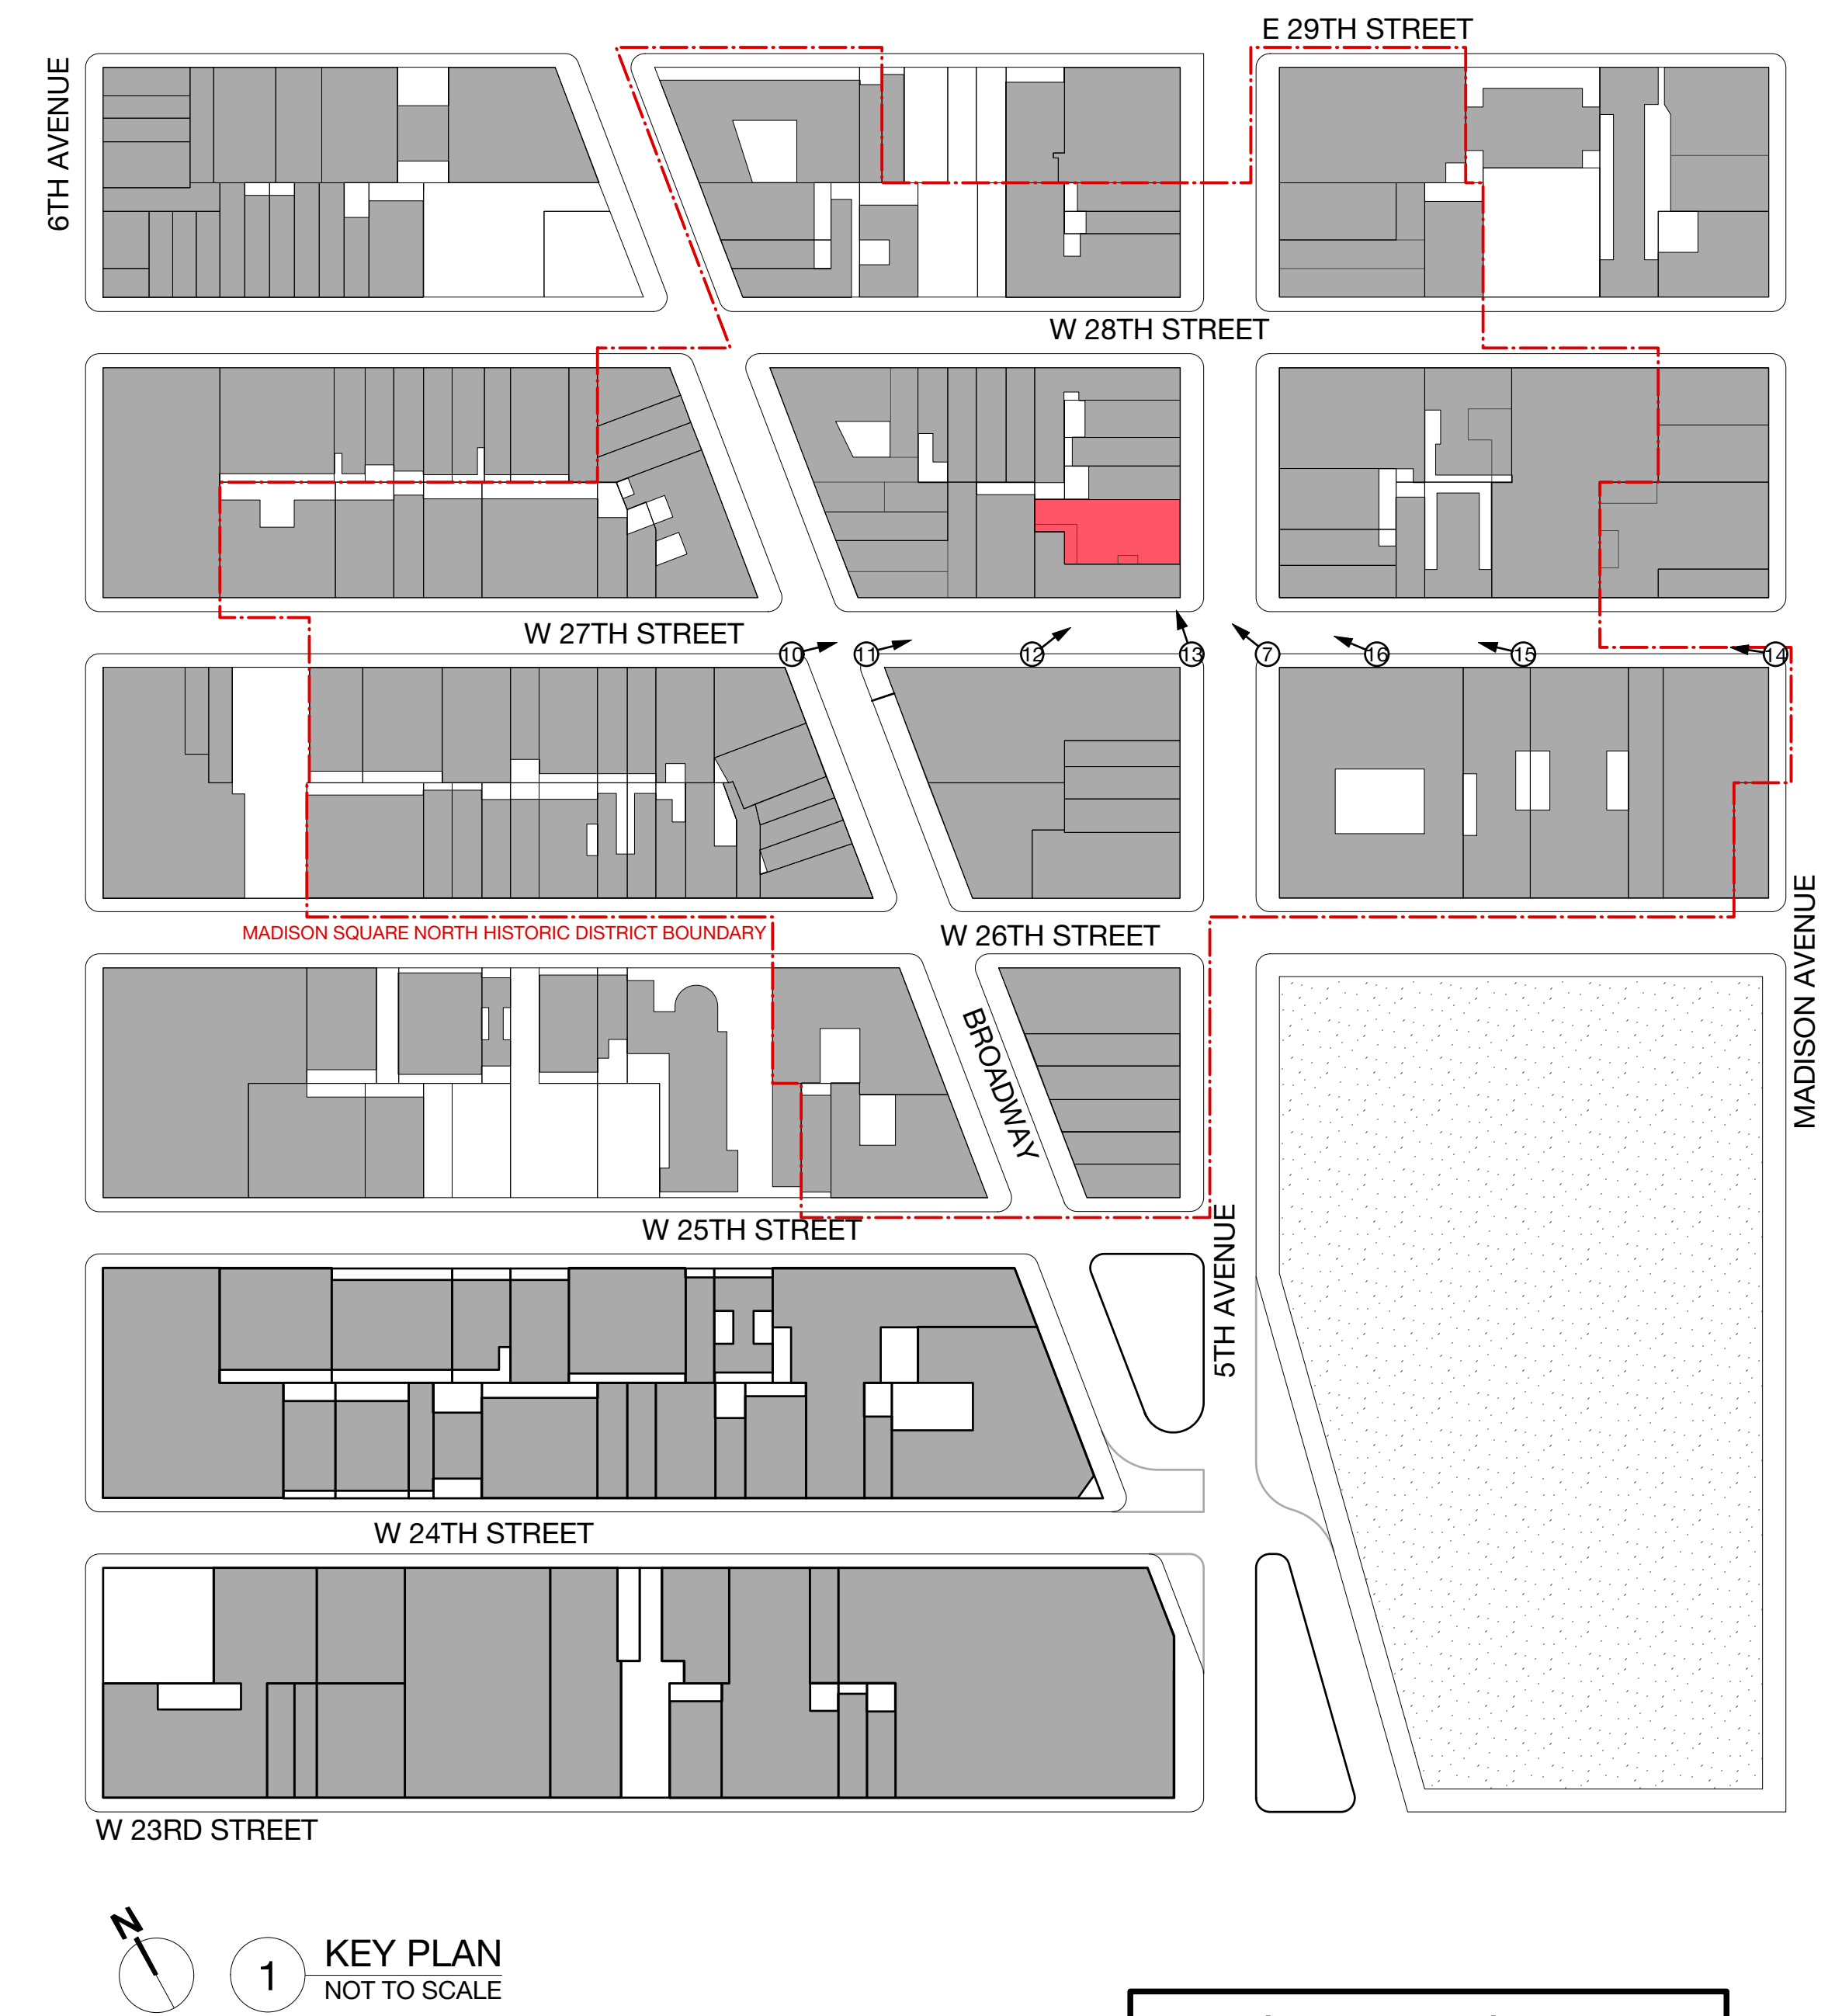 E 29TH STREET
6TH AVENUE
W 28TH STREET
W 27TH STREET
10
11
12
13
7
16
15
14
MADISON SQUARE NORTH HISTORIC DISTRICT BOUNDARY
W 26TH STREET
MADISON AVENUE
BROADWAY
W 25TH STREET
5TH AVENUE
W 24TH STREET
W 23RD STREET
N
1
KEY PLAN
NOT TO SCALE